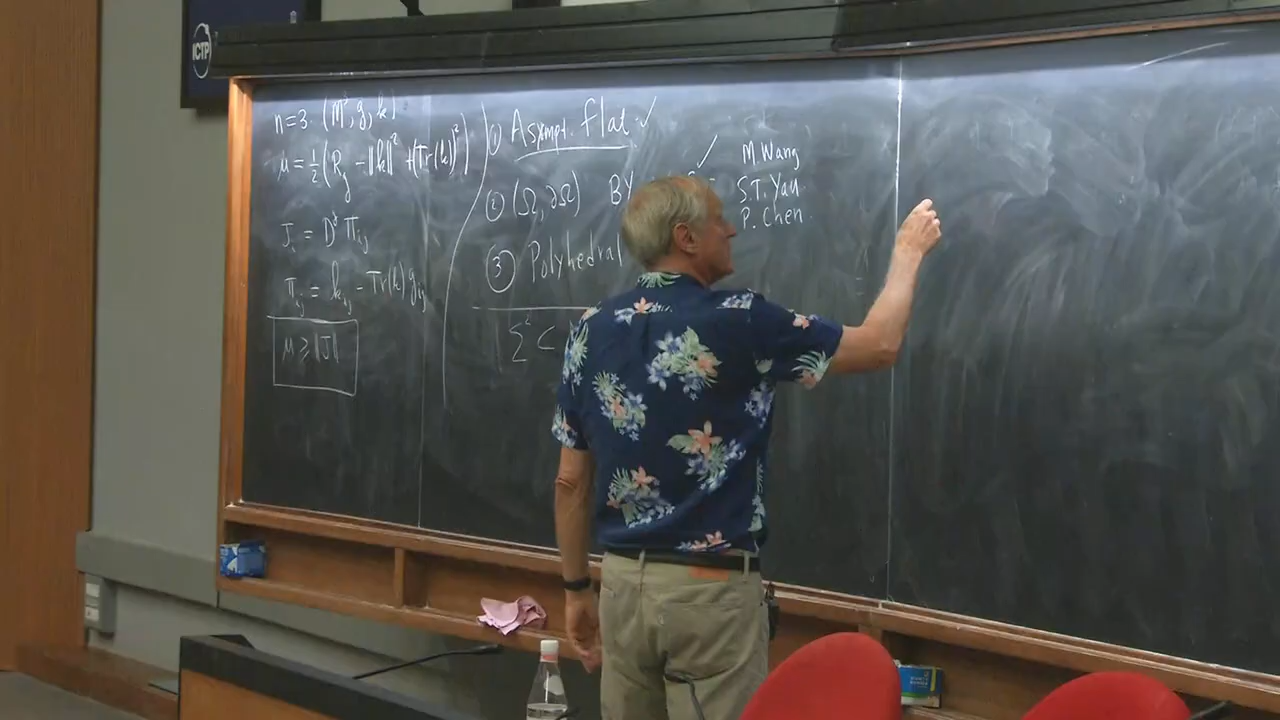 ICTP
n=3. (M³, g, k)
μ = ½(R_g - ||k||² + (Tr(k))²)
J_i = D^j π_ij
π_ij = k_ij - Tr(k) g_ij
μ ≥ |J|
① Asympt. flat. ✓
② (Ω, ∂Ω) BY ✓
③ Polyhedral
Σ² ⊂
M. Wang
S.T. Yau
P. Chen.